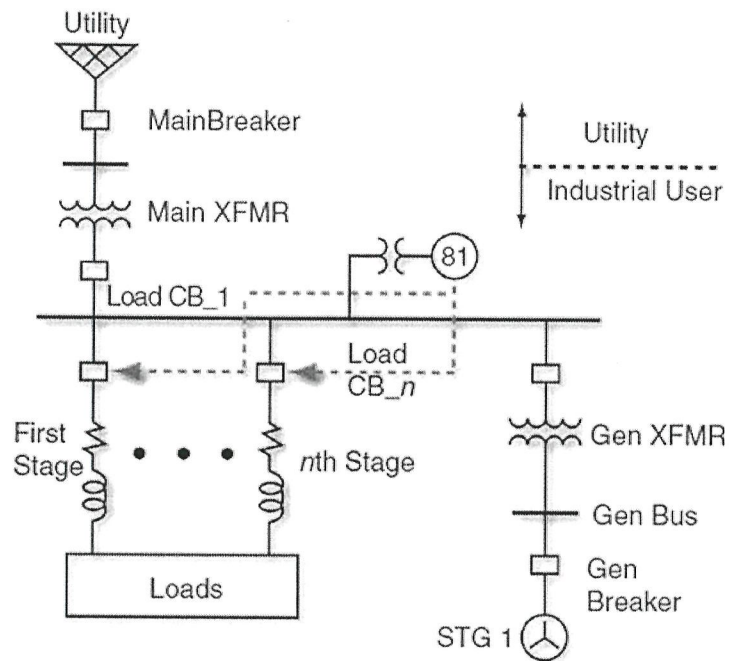 Utility
MainBreaker
Utility
Industrial User
Main XFMR
81
Load CB_1
Load
CB_n
First
Stage
nth Stage
Gen XFMR
Gen Bus
Loads
Gen
Breaker
STG 1